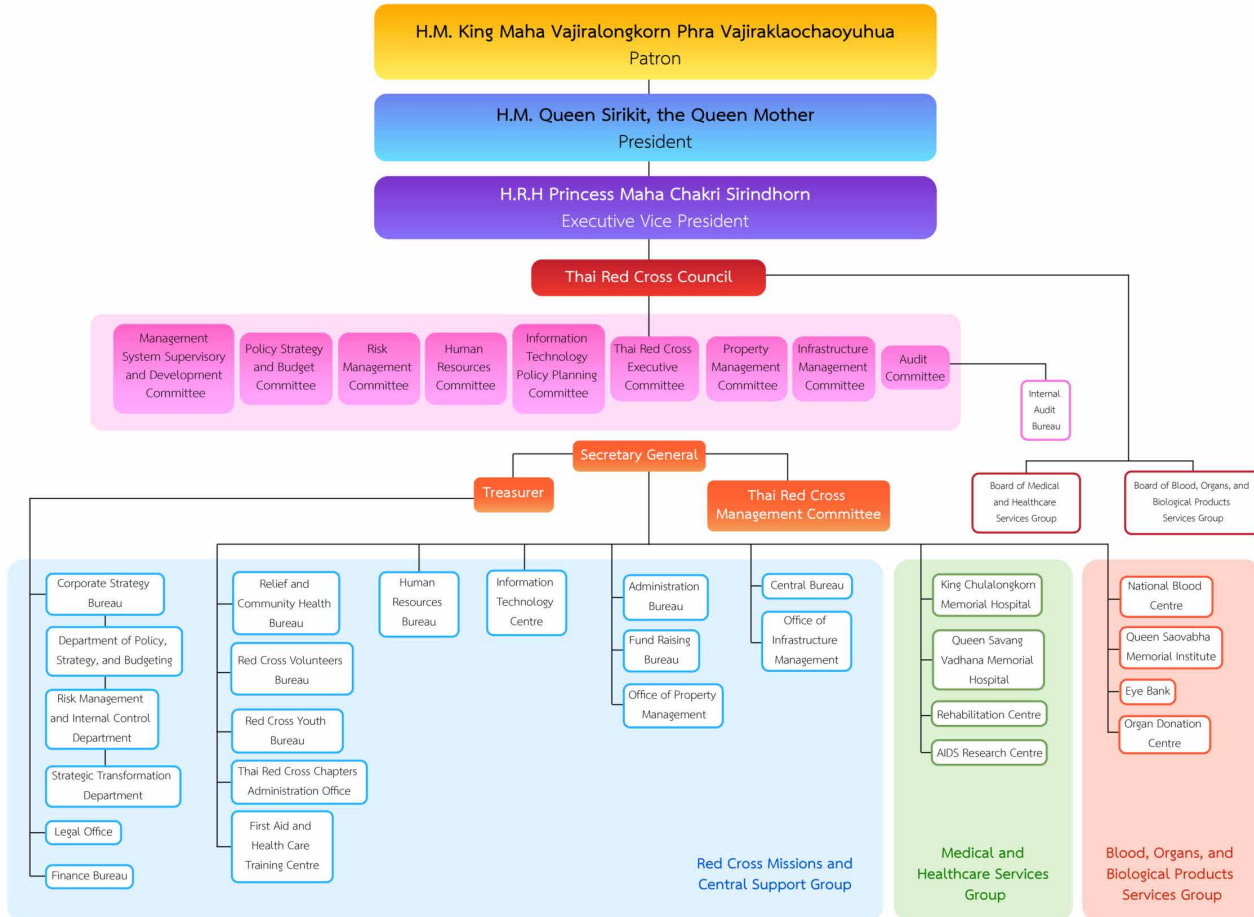 H.M. King Maha Vajiralongkorn Phra Vajiraklaochaoyuhua
Patron
H.M. Queen Sirikit, the Queen Mother
President
H.R.H Princess Maha Chakri Sirindhorn
Executive Vice President
Thai Red Cross Council
Management
System Supervisory
and Development
Committee
Policy Strategy
and Budget
Committee
Risk
Management
Committee
Human
Resources
Committee
Information
Technology
Policy Planning
Committee
Thai Red Cross
Executive
Committee
Property
Management
Committee
Infrastructure
Management
Committee
Audit
Committee
Internal
Audit
Bureau
Secretary General
Treasurer
Thai Red Cross
Management Committee
Board of Medical
and Healthcare
Services Group
Board of Blood, Organs, and
Biological Products
Services Group
Corporate Strategy
Bureau
Department of Policy,
Strategy, and Budgeting
Risk Management
and Internal Control
Department
Strategic Transformation
Department
Legal Office
Finance Bureau
Relief and
Community Health
Bureau
Red Cross Volunteers
Bureau
Red Cross Youth
Bureau
Thai Red Cross Chapters
Administration Office
First Aid and
Health Care
Training Centre
Human
Resources
Bureau
Information
Technology
Centre
Administration
Bureau
Fund Raising
Bureau
Office of Property
Management
Central Bureau
Office of
Infrastructure
Management
Red Cross Missions and
Central Support Group
King Chulalongkorn
Memorial Hospital
Queen Savang
Vadhana Memorial
Hospital
Rehabilitation Centre
AIDS Research Centre
Medical and
Healthcare Services
Group
National Blood
Centre
Queen Saovabha
Memorial Institute
Eye Bank
Organ Donation
Centre
Blood, Organs, and
Biological Products
Services Group